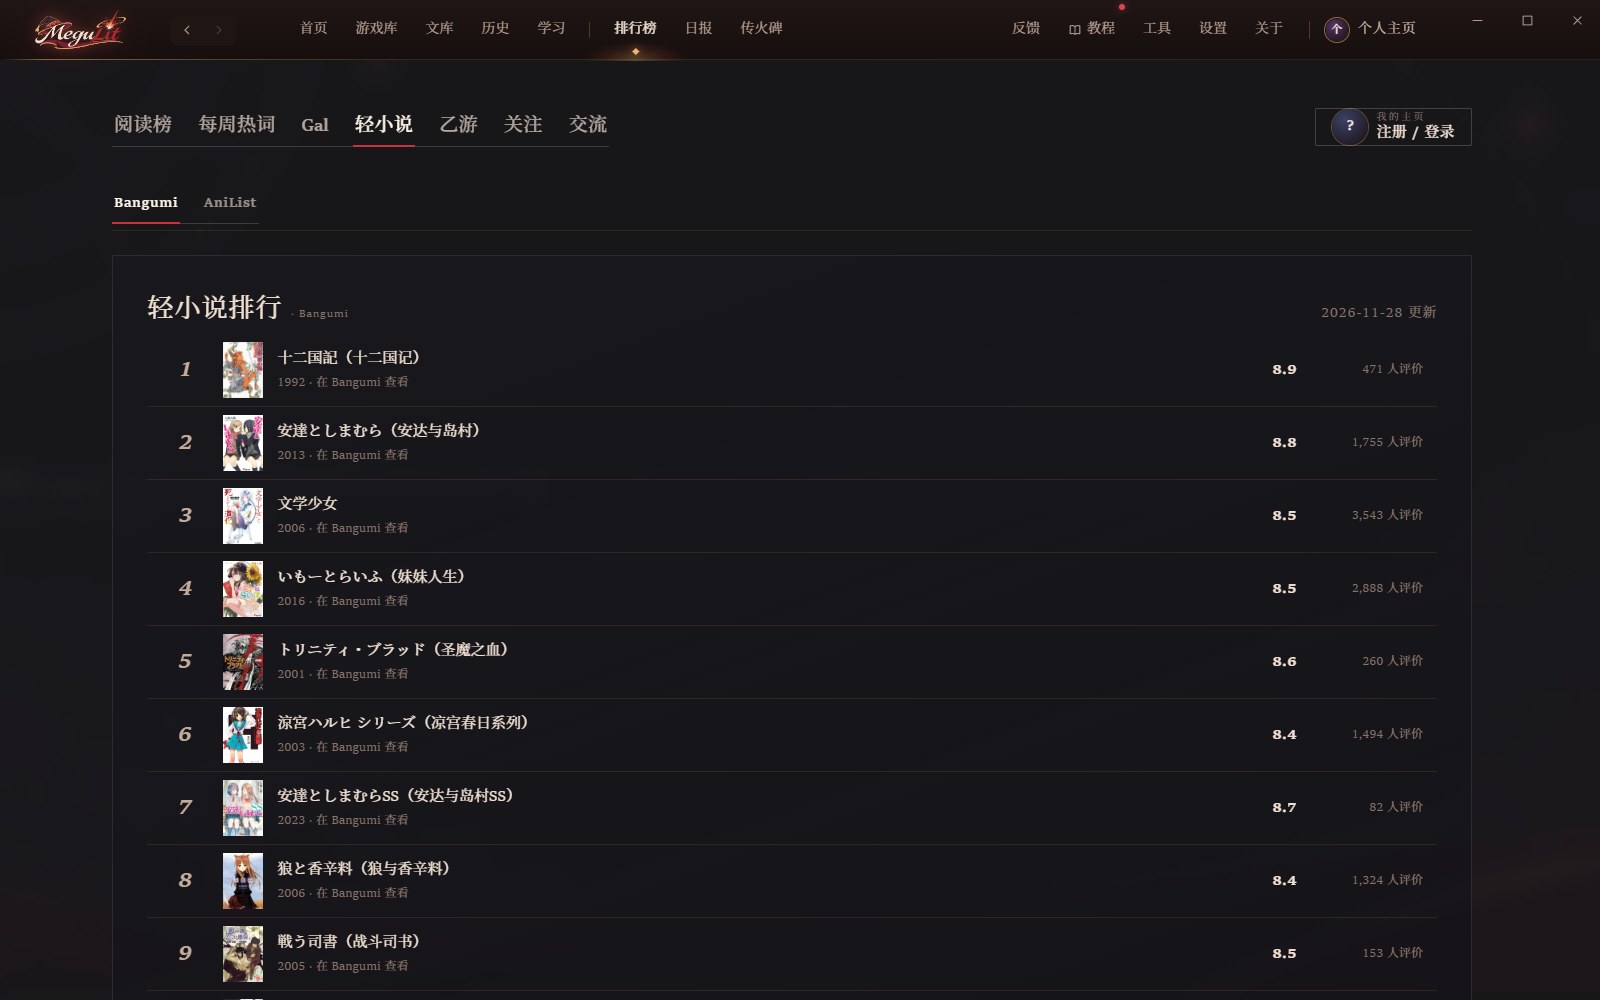 MeguLit
首页 游戏库 文库 历史 学习 排行榜 日报 传火碑 反馈 教程 工具 设置 关于 个 个人主页
阅读榜 每周热词 Gal 轻小说 乙游 关注 交流
? 我的主页
注册 / 登录
Bangumi AniList
轻小说排行 · Bangumi 2026-11-28 更新
1 十二国記（十二国记）
1992 · 在 Bangumi 查看
8.9 471 人评价
2 安達としまむら（安达与岛村）
2013 · 在 Bangumi 查看
8.8 1,755 人评价
3 文学少女
2006 · 在 Bangumi 查看
8.5 3,543 人评价
4 いもーとらいふ（妹妹人生）
2016 · 在 Bangumi 查看
8.5 2,888 人评价
5 トリニティ・ブラッド（圣魔之血）
2001 · 在 Bangumi 查看
8.6 260 人评价
6 涼宮ハルヒ シリーズ（凉宫春日系列）
2003 · 在 Bangumi 查看
8.4 1,494 人评价
7 安達としまむらSS（安达与岛村SS）
2023 · 在 Bangumi 查看
8.7 82 人评价
8 狼と香辛料（狼与香辛料）
2006 · 在 Bangumi 查看
8.4 1,324 人评价
9 戦う司書（战斗司书）
2005 · 在 Bangumi 查看
8.5 153 人评价